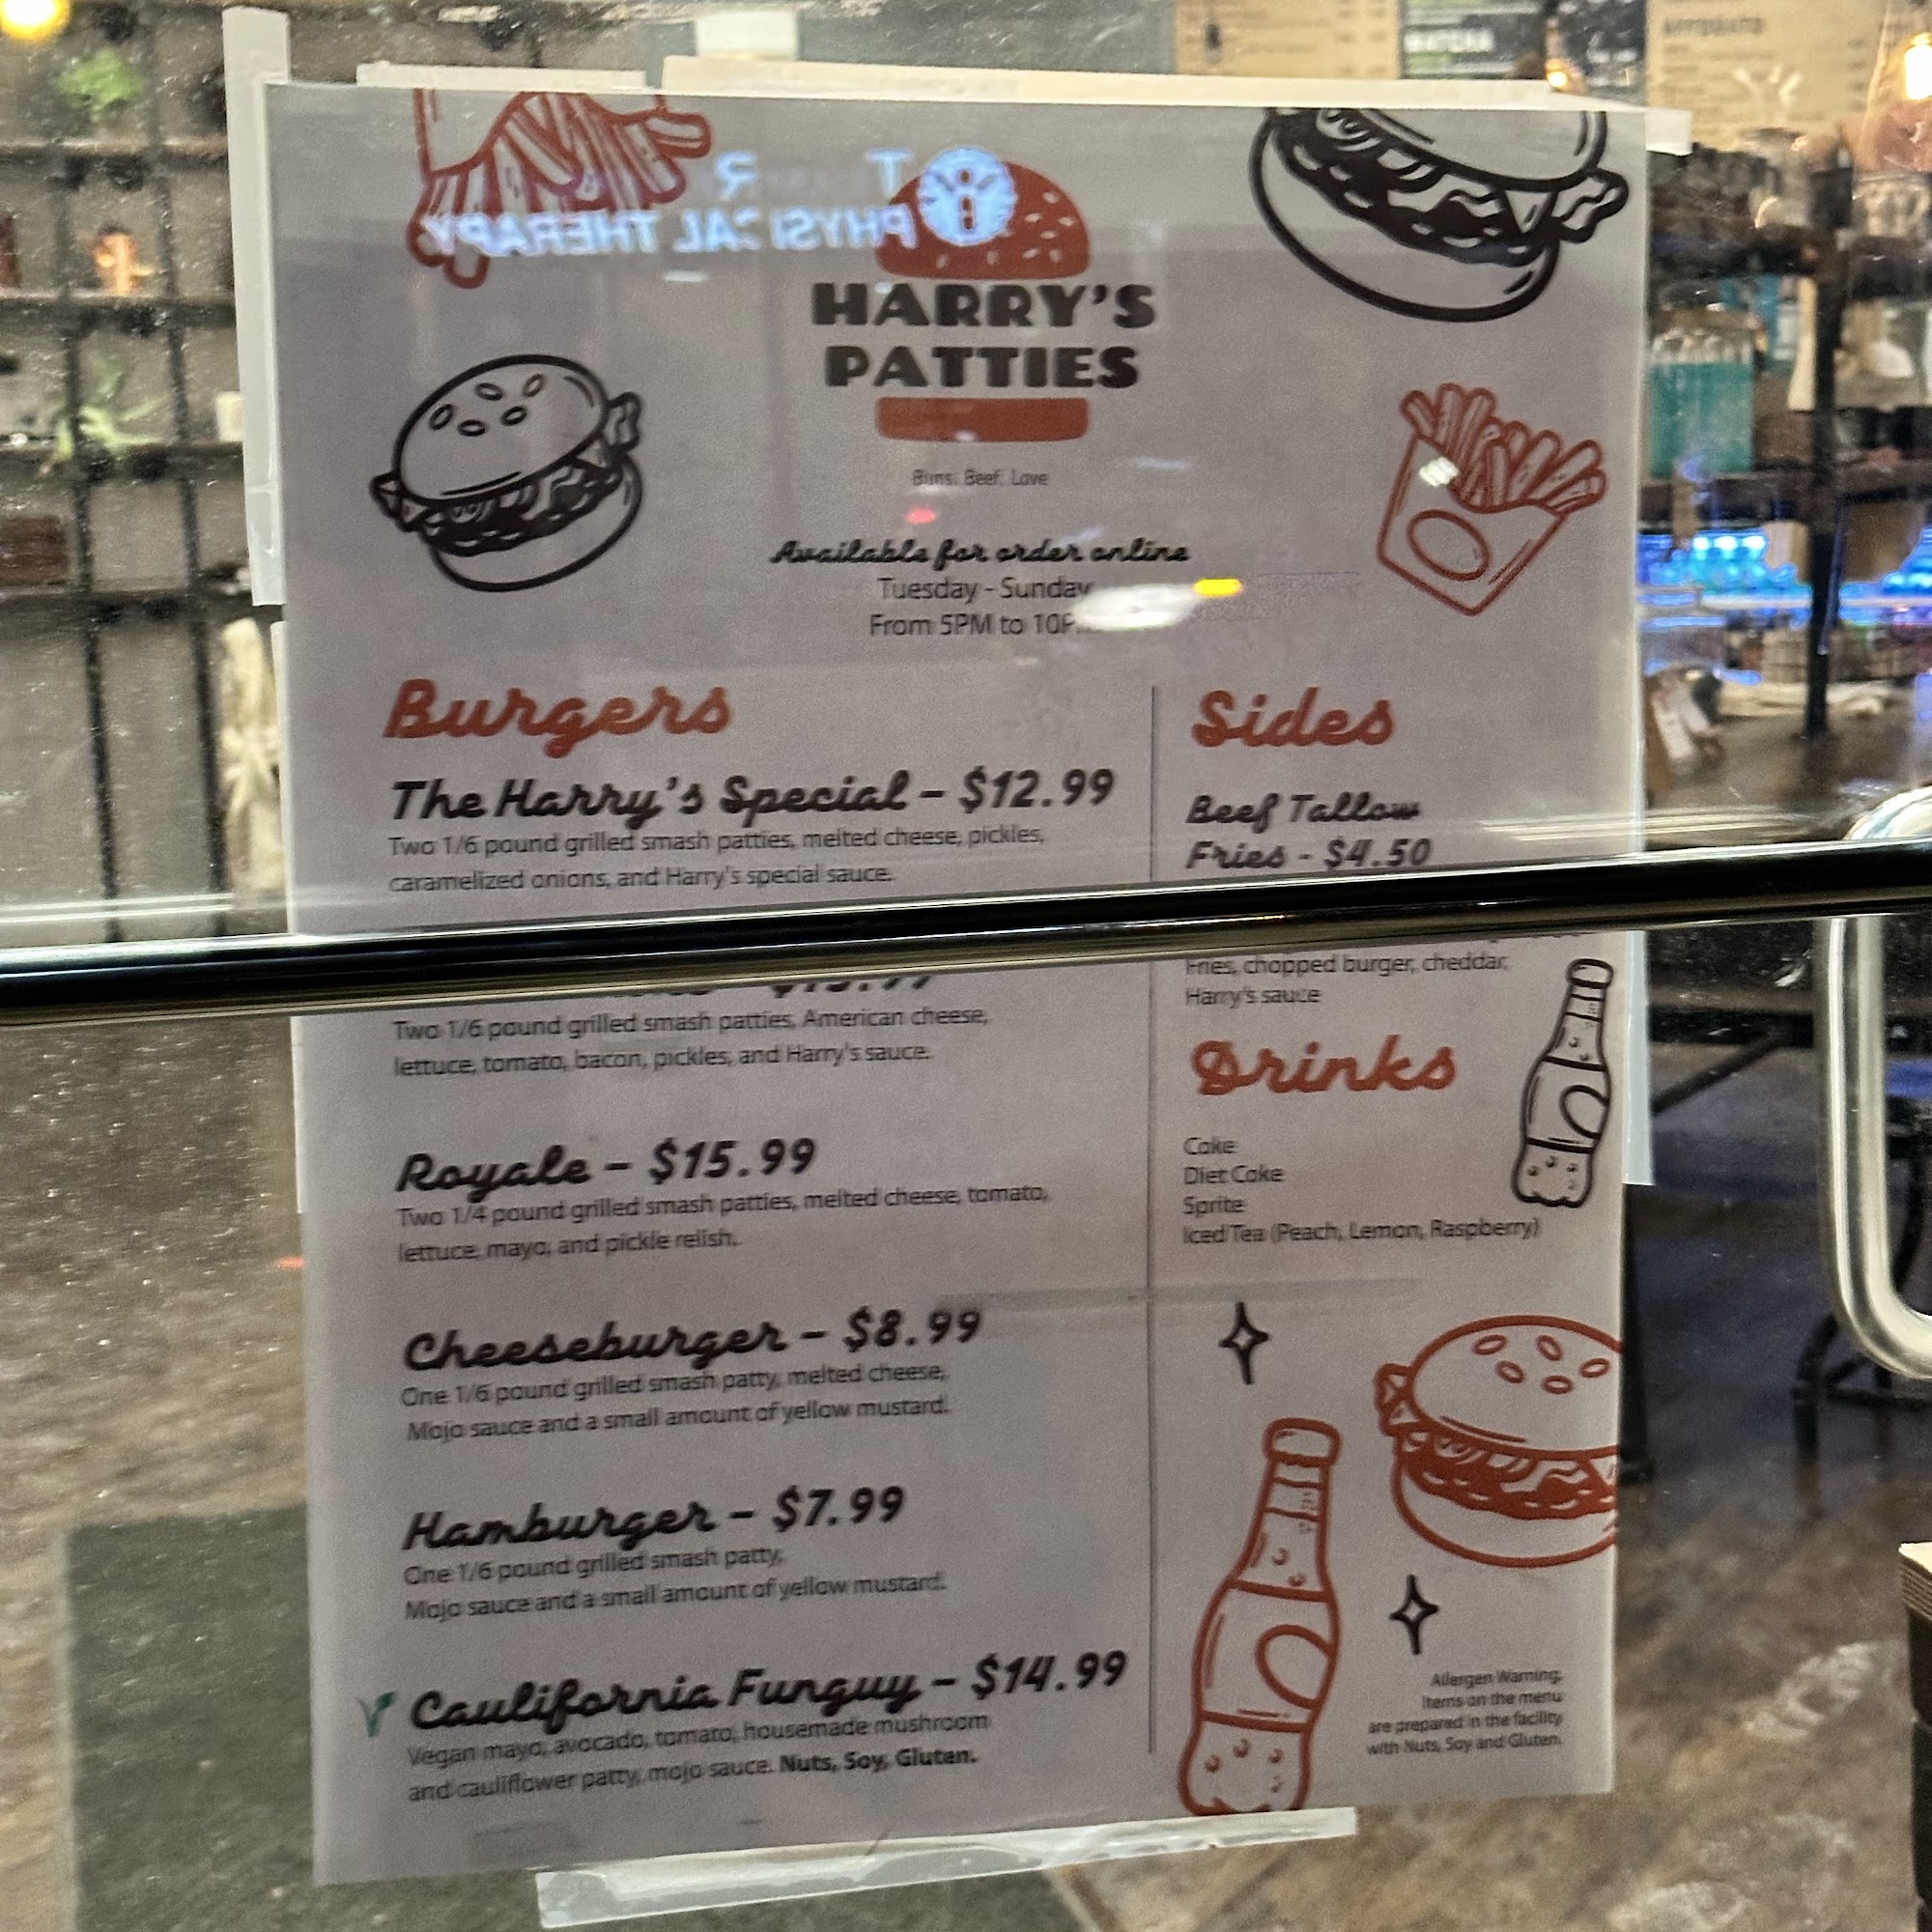 PHYSICAL THERAPY
HARRY'S
PATTIES
Buns. Beef. Love
Available for order online
Tuesday - Sunday
From 5PM to
Burgers
The Harry's Special - $12.99
Two 1/6 pound grilled smash patties, melted cheese, pickles,
caramelized onions, and Harry's special sauce.
Two 1/6 pound grilled smash patties, American cheese,
lettuce, tomato, bacon, pickles, and Harry's sauce.
Royale - $15.99
Two 1/4 pound grilled smash patties, melted cheese, tomato,
lettuce, mayo, and pickle relish.
Cheeseburger - $8.99
One 1/6 pound grilled smash patty, melted cheese,
Mojo sauce and a small amount of yellow mustard.
Hamburger - $7.99
One 1/6 pound grilled smash patty,
Mojo sauce and a small amount of yellow mustard.
Caulifornia Funguy - $14.99
Vegan mayo, avocado, tomato, housemade mushroom
and cauliflower patty, mojo sauce. Nuts, Soy, Gluten.
Sides
Beef Tallow
Fries - $4.50
Fries, chopped burger, cheddar,
Harry's sauce
Drinks
Coke
Diet Coke
Sprite
Iced Tea (Peach, Lemon, Raspberry)
Allergen Warning,
Items on the menu
are prepared in the facility
with Nuts, Soy and Gluten.